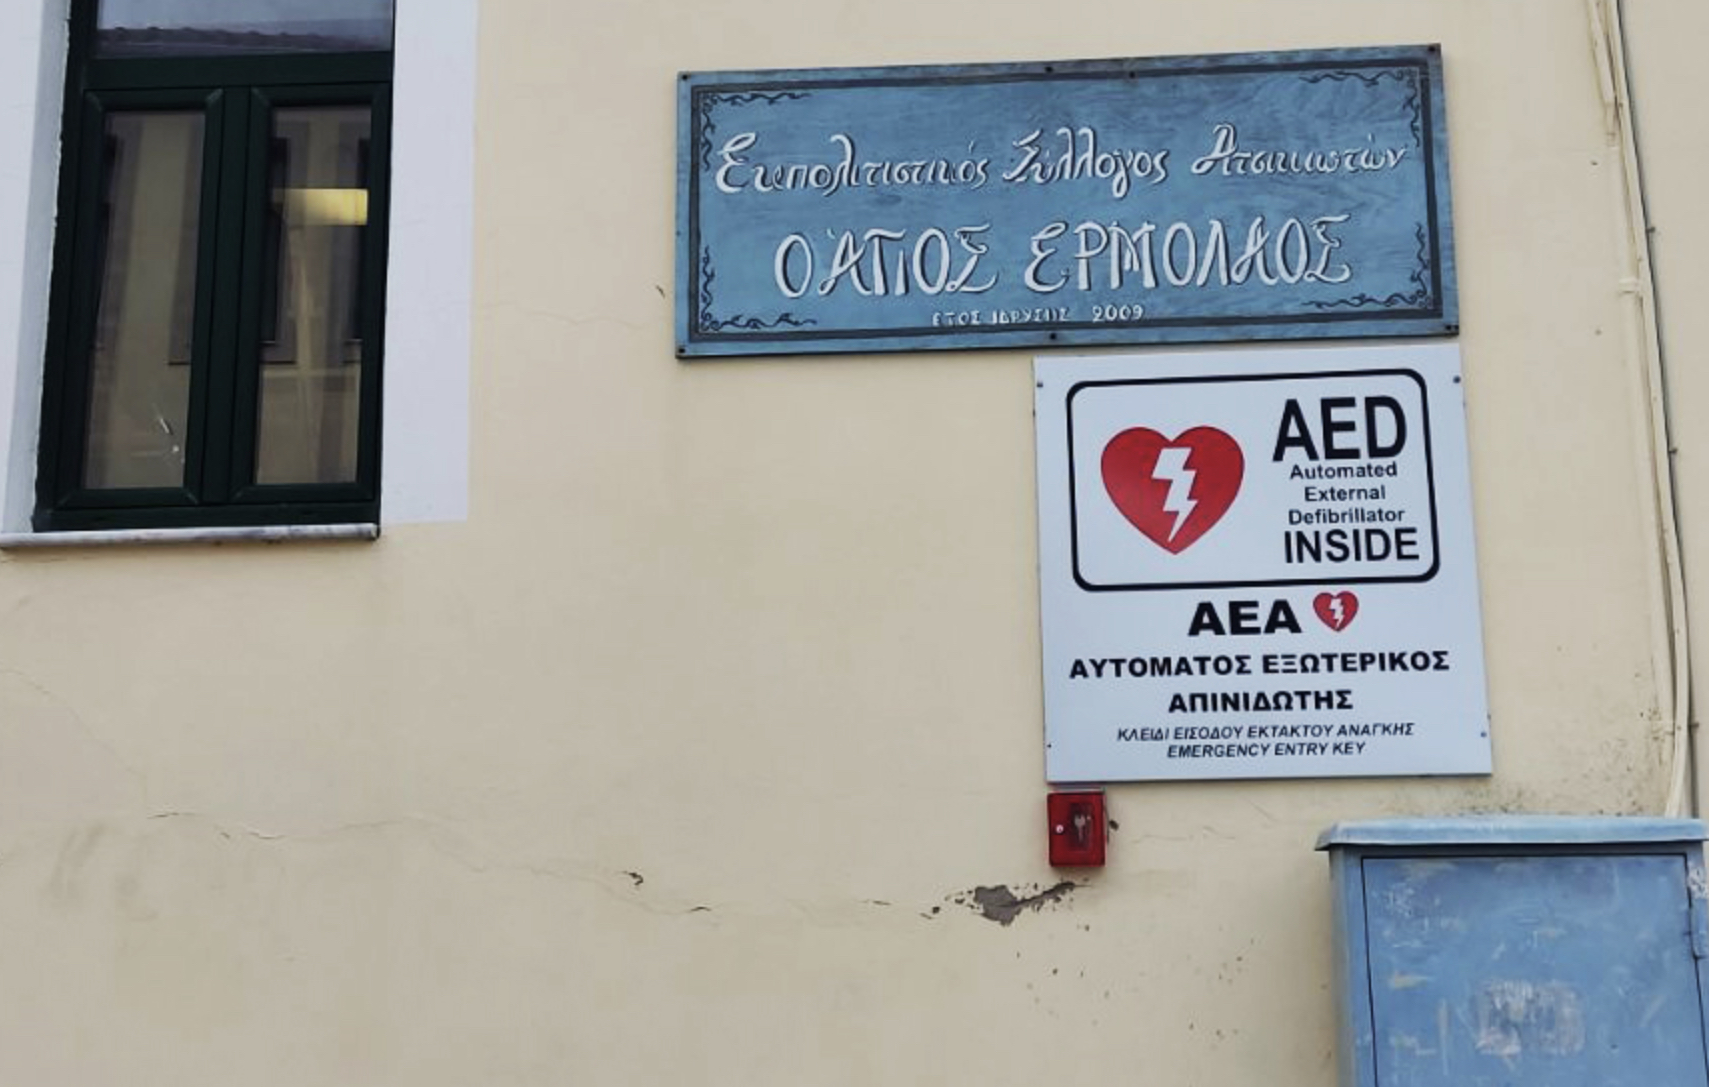 Εκπολιτιστικός Σύλλογος Ατσικιωτών
Ο ΆΓΙΟΣ ΕΡΜΟΛΑΟΣ
ΕΤΟΣ ΙΔΡΥΣΗΣ 2009
AED
Automated
External
Defibrillator
INSIDE
ΑΕΑ
ΑΥΤΟΜΑΤΟΣ ΕΞΩΤΕΡΙΚΟΣ
ΑΠΙΝΙΔΩΤΗΣ
ΚΛΕΙΔΙ ΕΙΣΟΔΟΥ ΕΚΤΑΚΤΟΥ ΑΝΑΓΚΗΣ
EMERGENCY ENTRY KEY